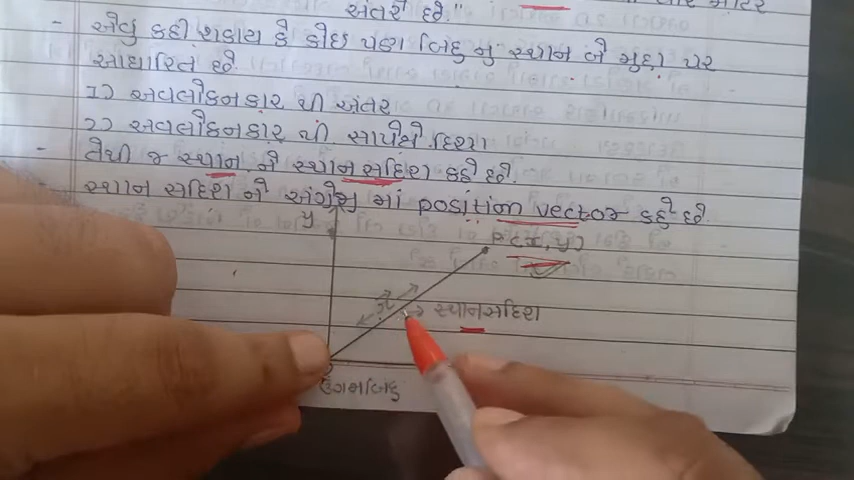 અંતરે છે."
- એવુ કહી શકાય કે કોઇ પણ બિંદુ નુ સ્થાન બે મુદ્દા પર
આધારિત છે.
1) અવલોકનકાર થી અંતર
2) અવલોકનકાર થી સાપેક્ષે દિશા
- તેથી જ સ્થાન ને સ્થાન સદિશ કહે છે.
- સ્થાન સદિશ ને અંગ્રેજી માં position vector કહે છે.
y
P(x, y)
r
→ સ્થાનસદિશ
ઉગમબિંદુ